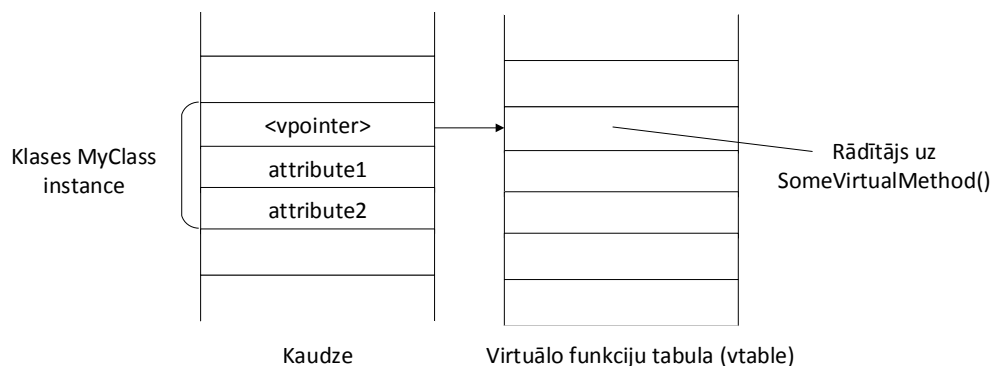 Klases MyClass
instance
<vpointer>
attribute1
attribute2
Rādītājs uz
SomeVirtualMethod()
Kaudze
Virtuālo funkciju tabula (vtable)